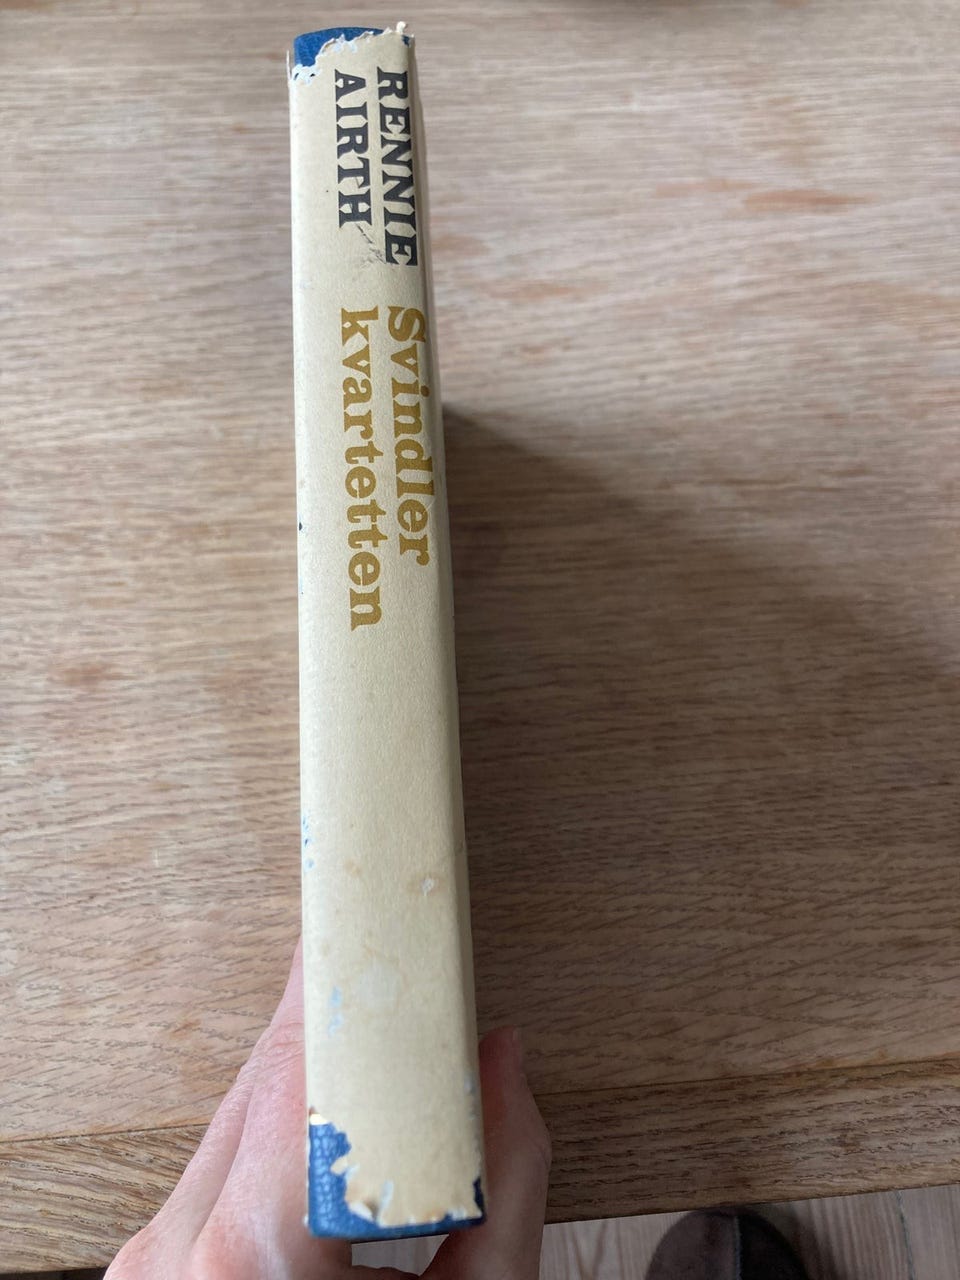 RENNIE
AIRTH
Svindler
kvartetten